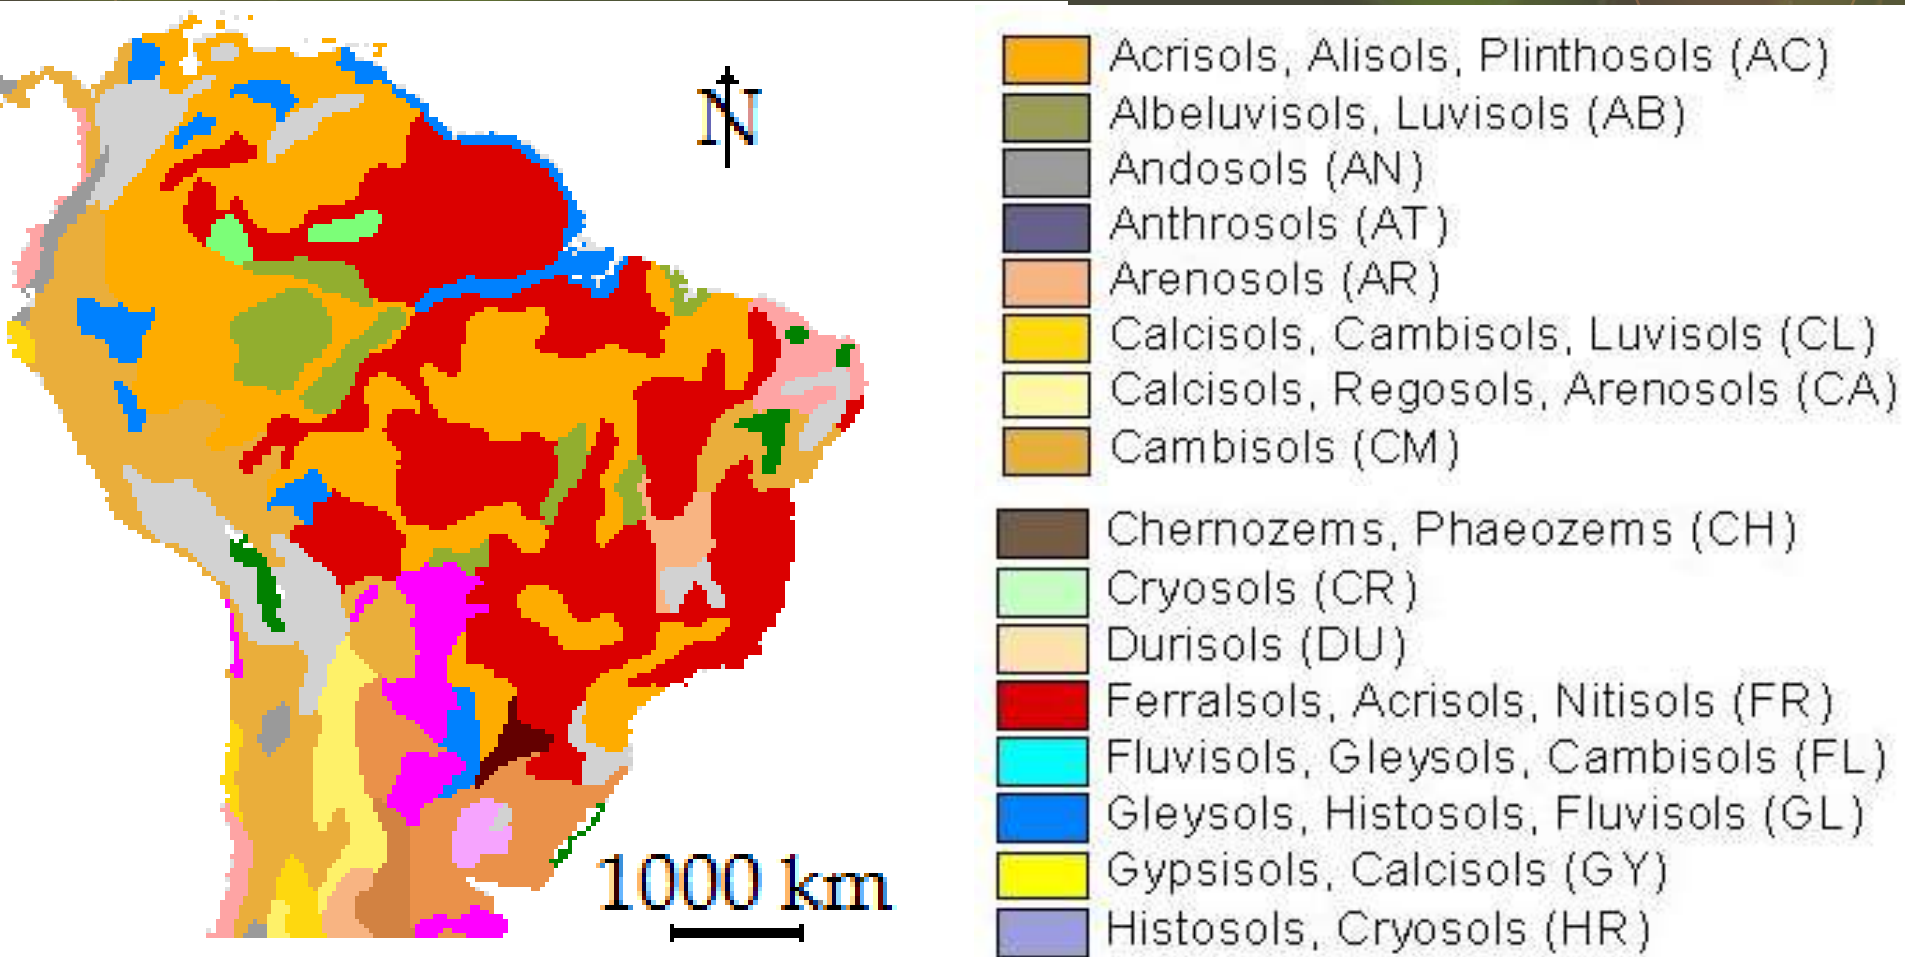 N
1000 km
Acrisols, Alisols, Plinthosols (AC)
Albeluvisols, Luvisols (AB)
Andosols (AN)
Anthrosols (AT)
Arenosols (AR)
Calcisols, Cambisols, Luvisols (CL)
Calcisols, Regosols, Arenosols (CA)
Cambisols (CM)
Chernozems, Phaeozems (CH)
Cryosols (CR)
Durisols (DU)
Ferralsols, Acrisols, Nitisols (FR)
Fluvisols, Gleysols, Cambisols (FL)
Gleysols, Histosols, Fluvisols (GL)
Gypsisols, Calcisols (GY)
Histosols, Cryosols (HR)